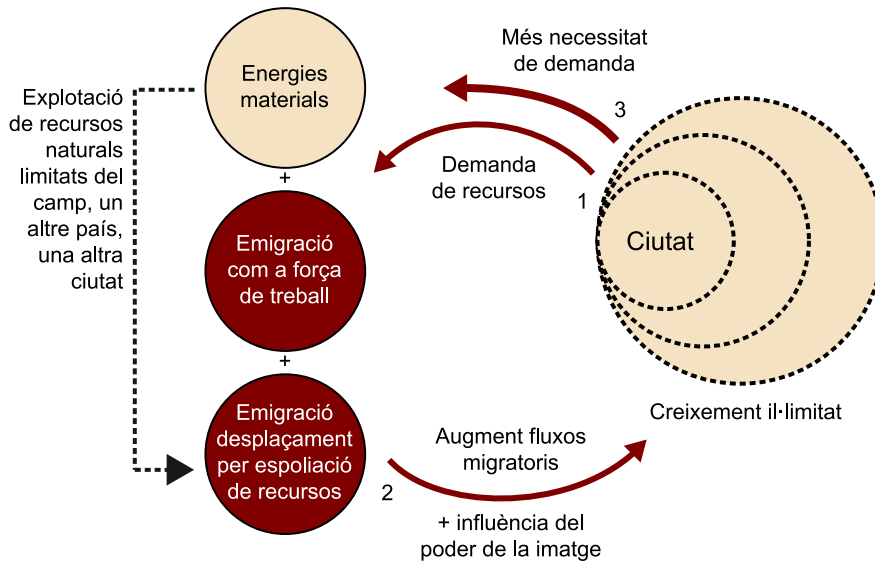 Explotació
de recursos
naturals
limitats del
camp, un
altre país,
una altra
ciutat
Energies
materials
+
Emigració
com a força
de treball
+
Emigració
desplaçament
per espoliació
de recursos
Més necessitat
de demanda
3
Demanda
de recursos
1
Ciutat
Creixement il·limitat
2
Augment fluxos
migratoris
+ influència del
poder de la imatge